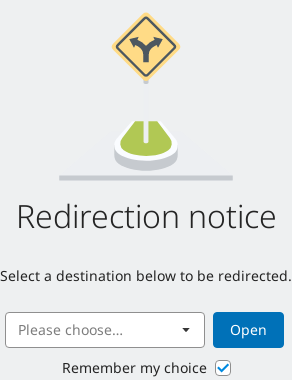 Redirection notice
Select a destination below to be redirected.
Please choose...
Open
Remember my choice